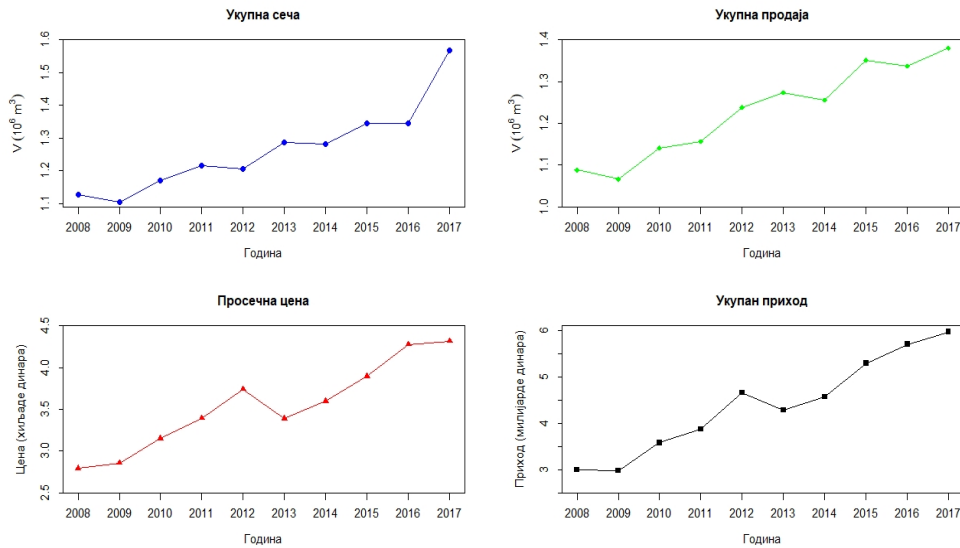 Укупна сеча
V (10⁶ m³)
1.6
1.5
1.4
1.3
1.2
1.1
2008 2009 2010 2011 2012 2013 2014 2015 2016 2017
Година
Укупна продаја
V (10⁶ m³)
1.4
1.3
1.2
1.1
1.0
2008 2009 2010 2011 2012 2013 2014 2015 2016 2017
Година
Просечна цена
Цена (хиљаде динара)
4.5
4.0
3.5
3.0
2.5
2008 2009 2010 2011 2012 2013 2014 2015 2016 2017
Година
Укупан приход
Приход (милијарде динара)
6
5
4
3
2008 2009 2010 2011 2012 2013 2014 2015 2016 2017
Година